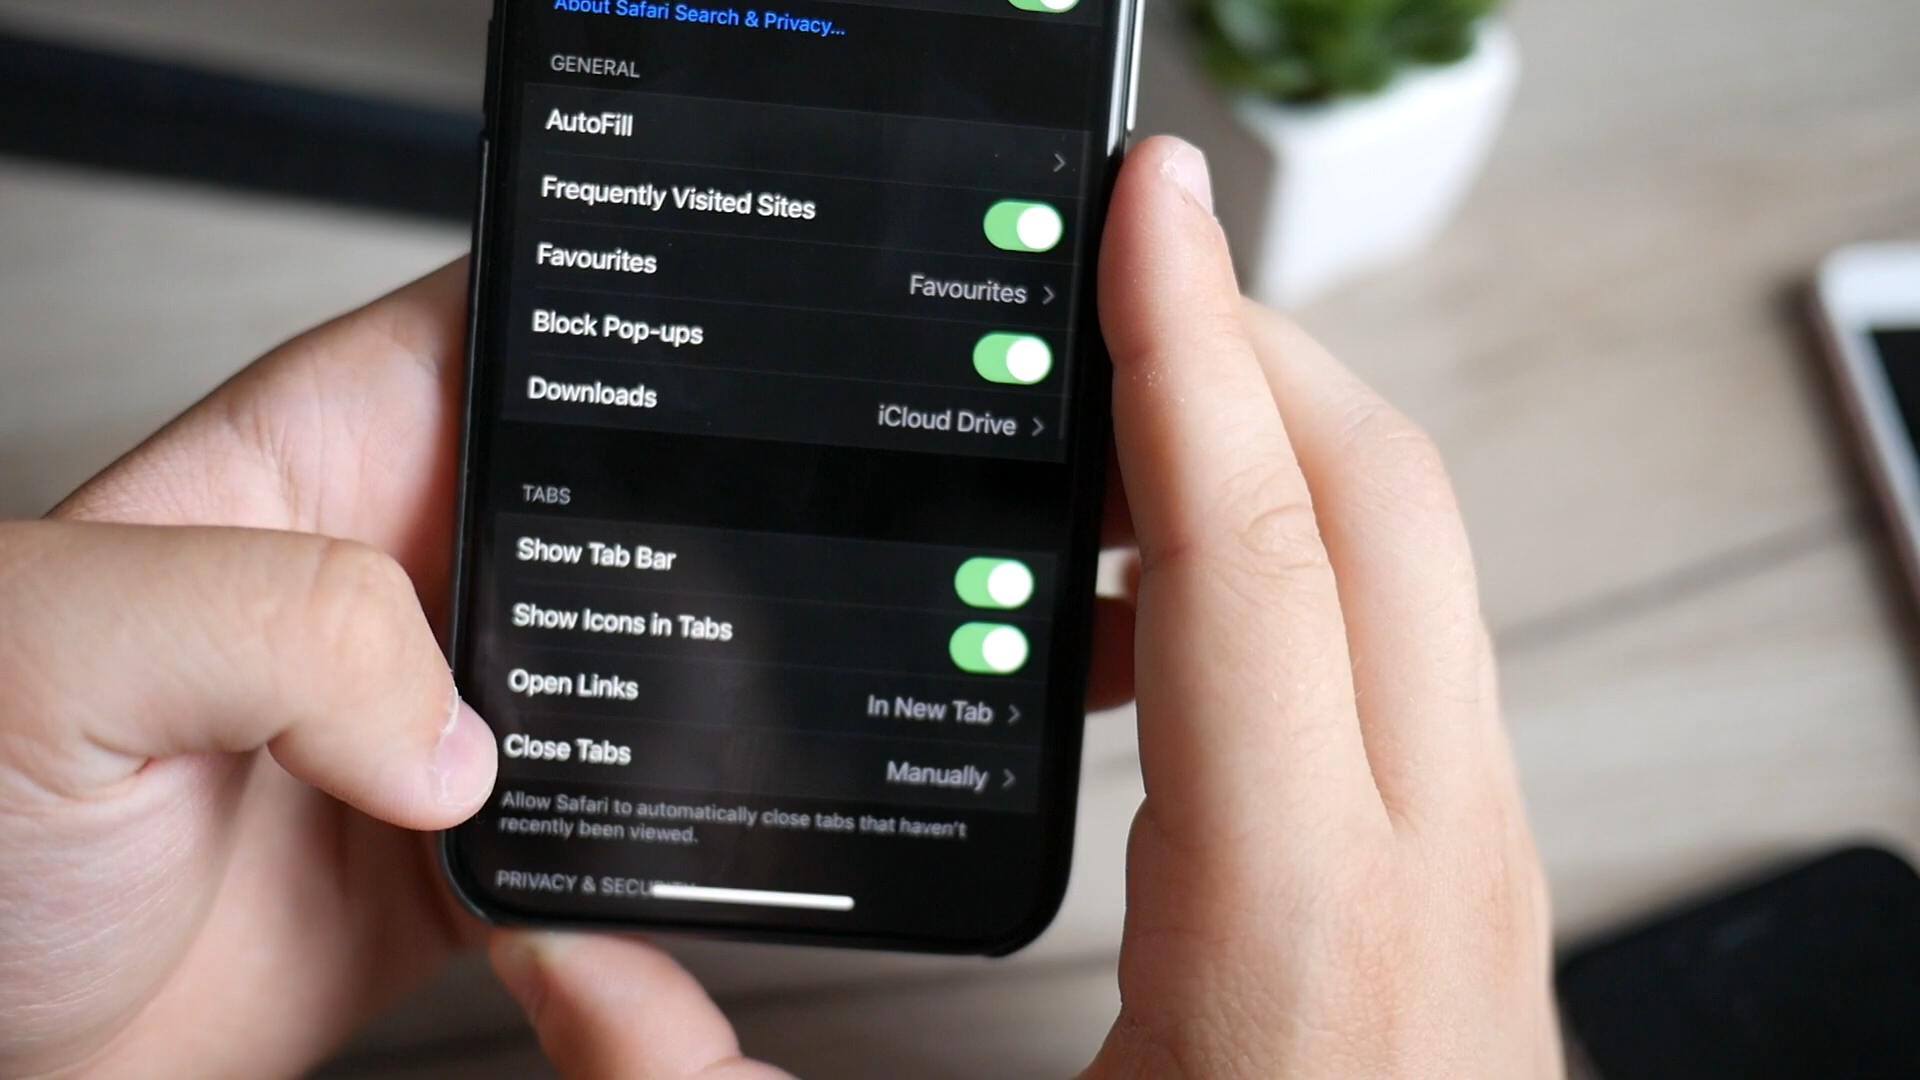 About Safari Search & Privacy...
GENERAL
AutoFill
Frequently Visited Sites
Favourites Favourites
Block Pop-ups
Downloads iCloud Drive
TABS
Show Tab Bar
Show Icons in Tabs
Open Links In New Tab
Close Tabs Manually
Allow Safari to automatically close tabs that haven't
recently been viewed.
PRIVACY &